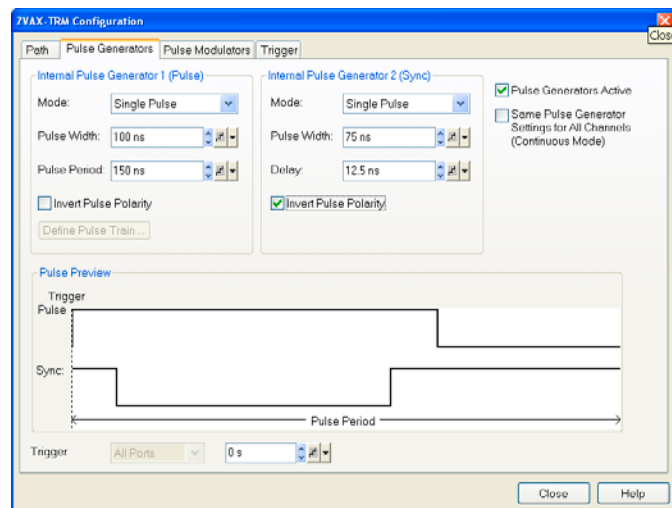 ZVAX-TRM Configuration
Close
Path Pulse Generators Pulse Modulators Trigger
Internal Pulse Generator 1 (Pulse)
Mode: Single Pulse
Pulse Width: 100 ns
Pulse Period: 150 ns
Invert Pulse Polarity
Define Pulse Train ...
Internal Pulse Generator 2 (Sync)
Mode: Single Pulse
Pulse Width: 75 ns
Delay: 12.5 ns
Invert Pulse Polarity
Pulse Generators Active
Same Pulse Generator
Settings for All Channels
(Continuous Mode)
Pulse Preview
Trigger
Pulse
Sync:
Pulse Period
Trigger All Ports 0 s
Close Help